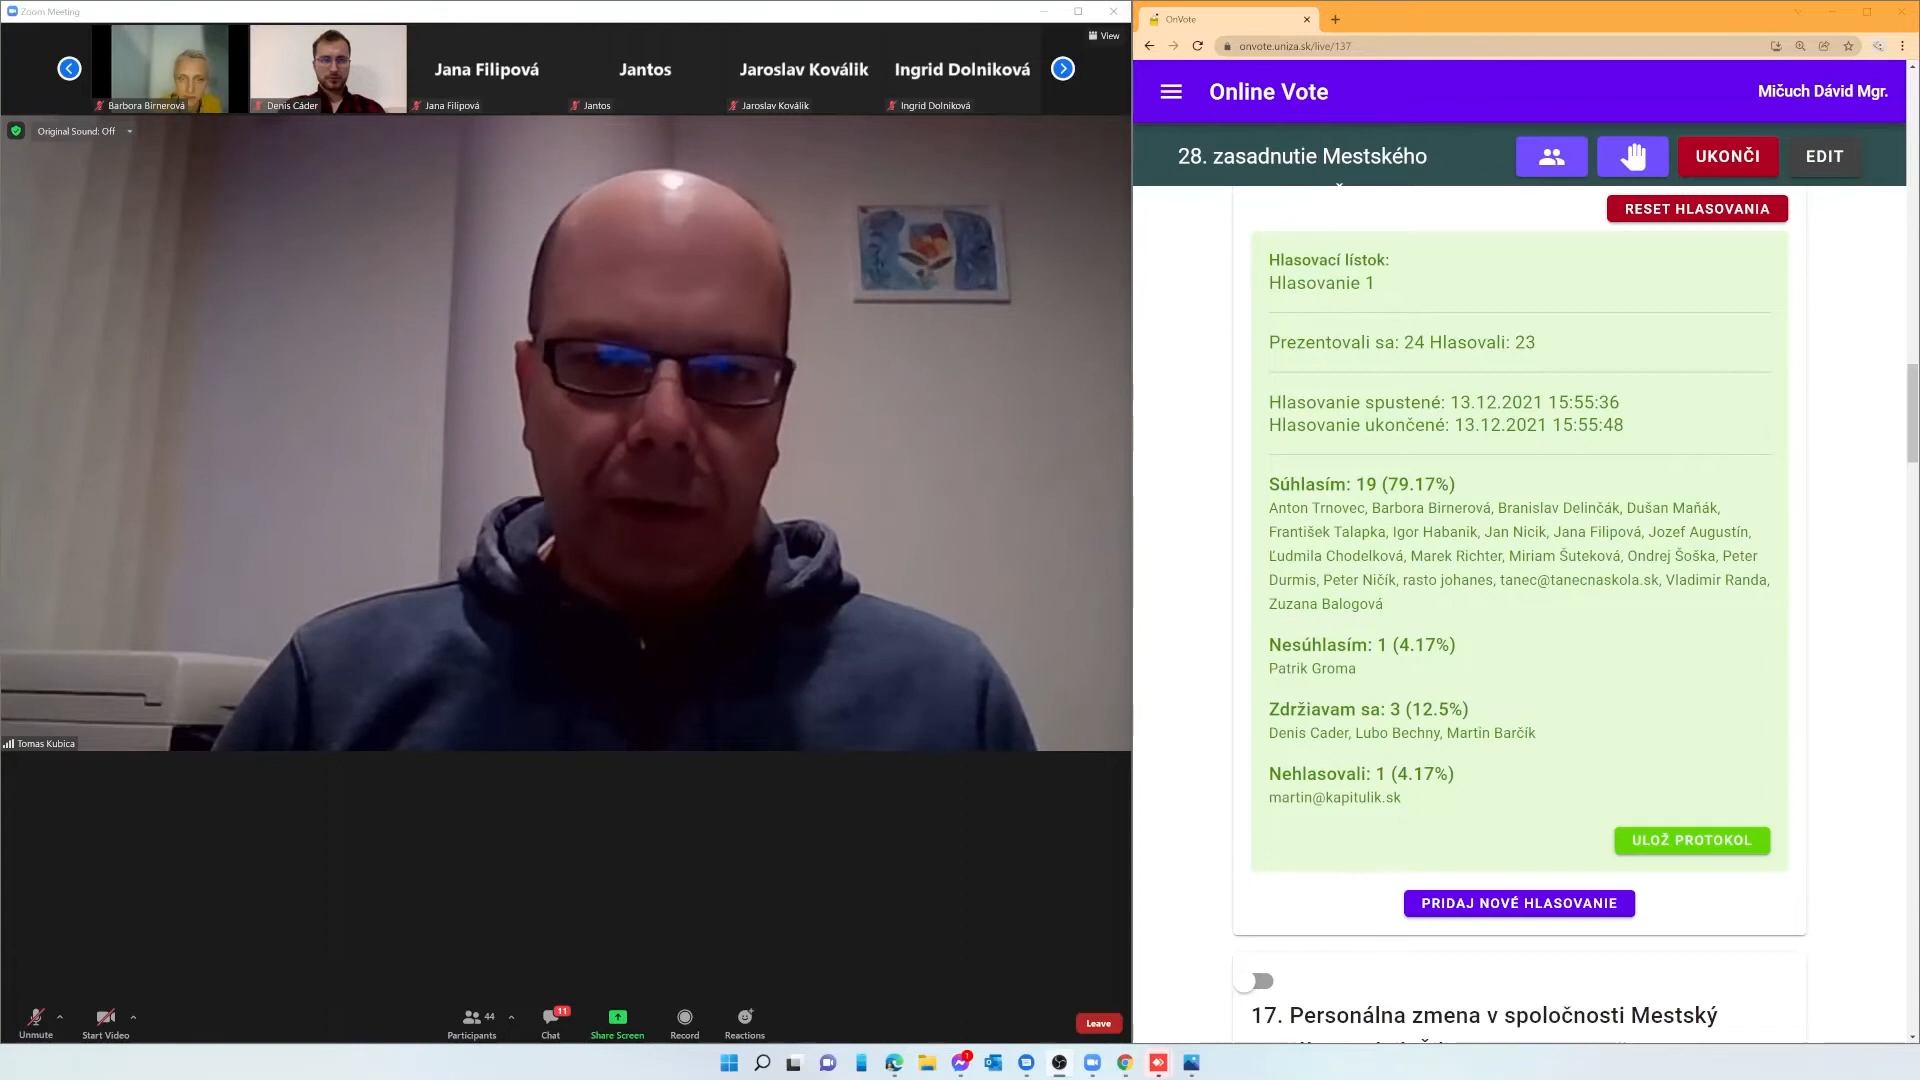 Zoom Meeting
View
Jana Filipová
Jantos
Jaroslav Koválik
Ingrid Dolniková
Barbora Birnerová
Denis Cáder
Jana Filipová
Jantos
Jaroslav Koválik
Ingrid Dolniková
Original Sound: Off
Tomas Kubica
Unmute
Start Video
44
Participants
11
Chat
Share Screen
Record
Reactions
Leave
OnVote
onvote.uniza.sk/live/137
Online Vote
Mičuch Dávid Mgr.
28. zasadnutie Mestského
UKONČI
EDIT
RESET HLASOVANIA
Hlasovací lístok:
Hlasovanie 1
Prezentovali sa: 24 Hlasovali: 23
Hlasovanie spustené: 13.12.2021 15:55:36
Hlasovanie ukončené: 13.12.2021 15:55:48
Súhlasím: 19 (79.17%)
Anton Trnovec, Barbora Birnerová, Branislav Delinčák, Dušan Maňák,
František Talapka, Igor Habanik, Jan Nicik, Jana Filipová, Jozef Augustín,
Ľudmila Chodelková, Marek Richter, Miriam Šuteková, Ondrej Šoška, Peter
Durmis, Peter Ničík, rasto johanes, tanec@tanecnaskola.sk, Vladimir Randa,
Zuzana Balogová
Nesúhlasím: 1 (4.17%)
Patrik Groma
Zdržiavam sa: 3 (12.5%)
Denis Cader, Lubo Bechny, Martin Barčík
Nehlasovali: 1 (4.17%)
martin@kapitulik.sk
ULOŽ PROTOKOL
PRIDAJ NOVÉ HLASOVANIE
17. Personálna zmena v spoločnosti Mestský
1